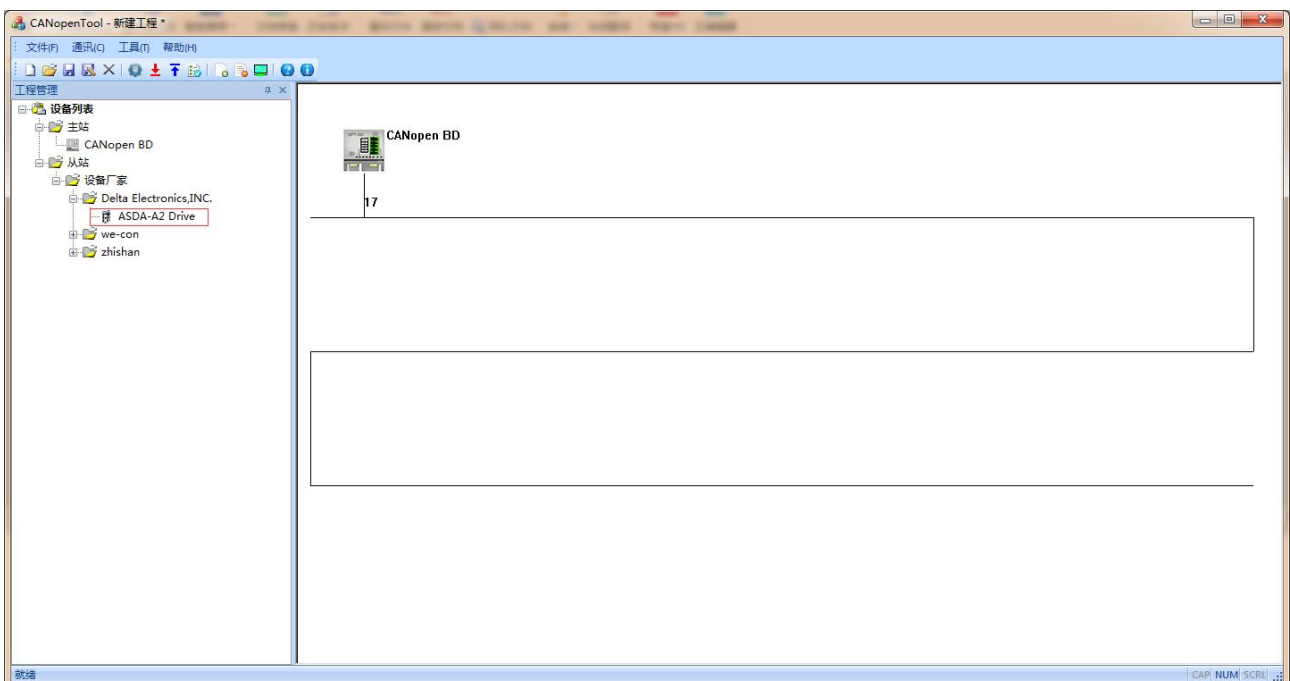 CANopenTool - 新建工程 *
文件(F) 通讯(C) 工具(T) 帮助(H)
工程管理
设备列表
主站
CANopen BD
从站
设备厂家
Delta Electronics,INC.
ASDA-A2 Drive
we-con
zhishan
CANopen BD
17
就绪
CAP NUM SCRL